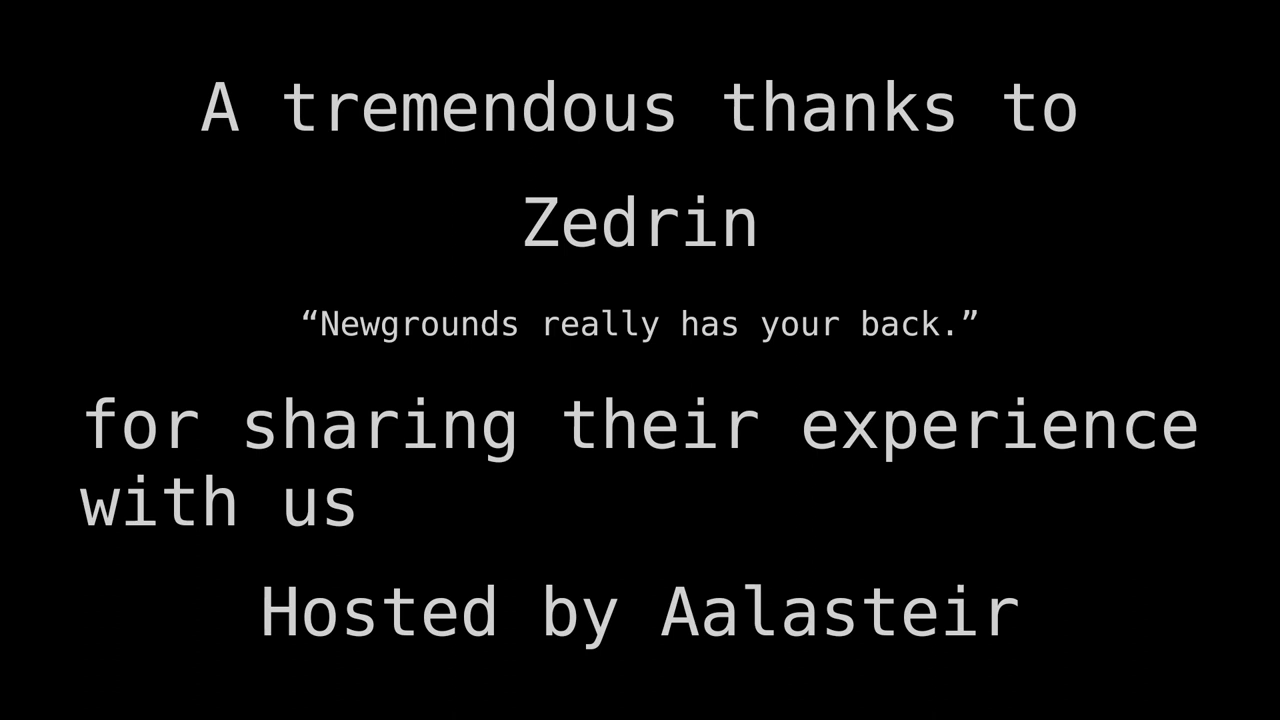 A tremendous thanks to
Zedrin
“Newgrounds really has your back.”
for sharing their experience
with us
Hosted by Aalasteir